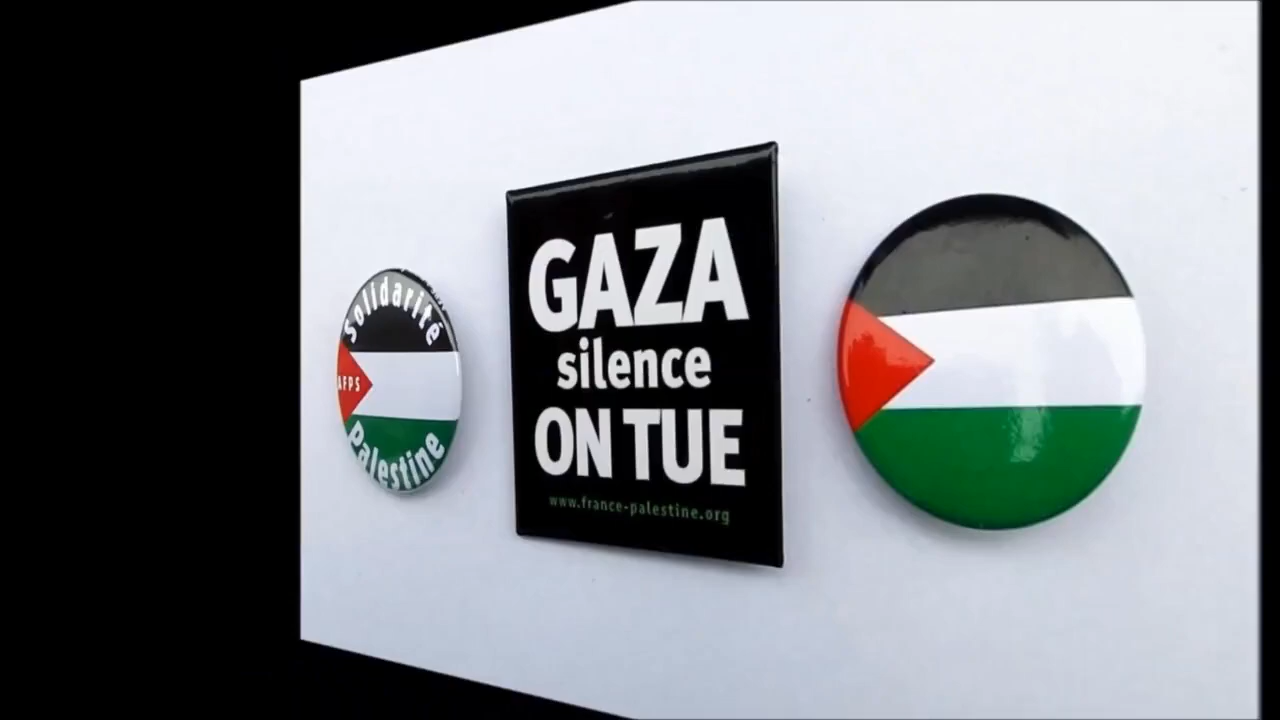 Solidarité
AFPS
Palestine
GAZA
silence
ON TUE
www.france-palestine.org